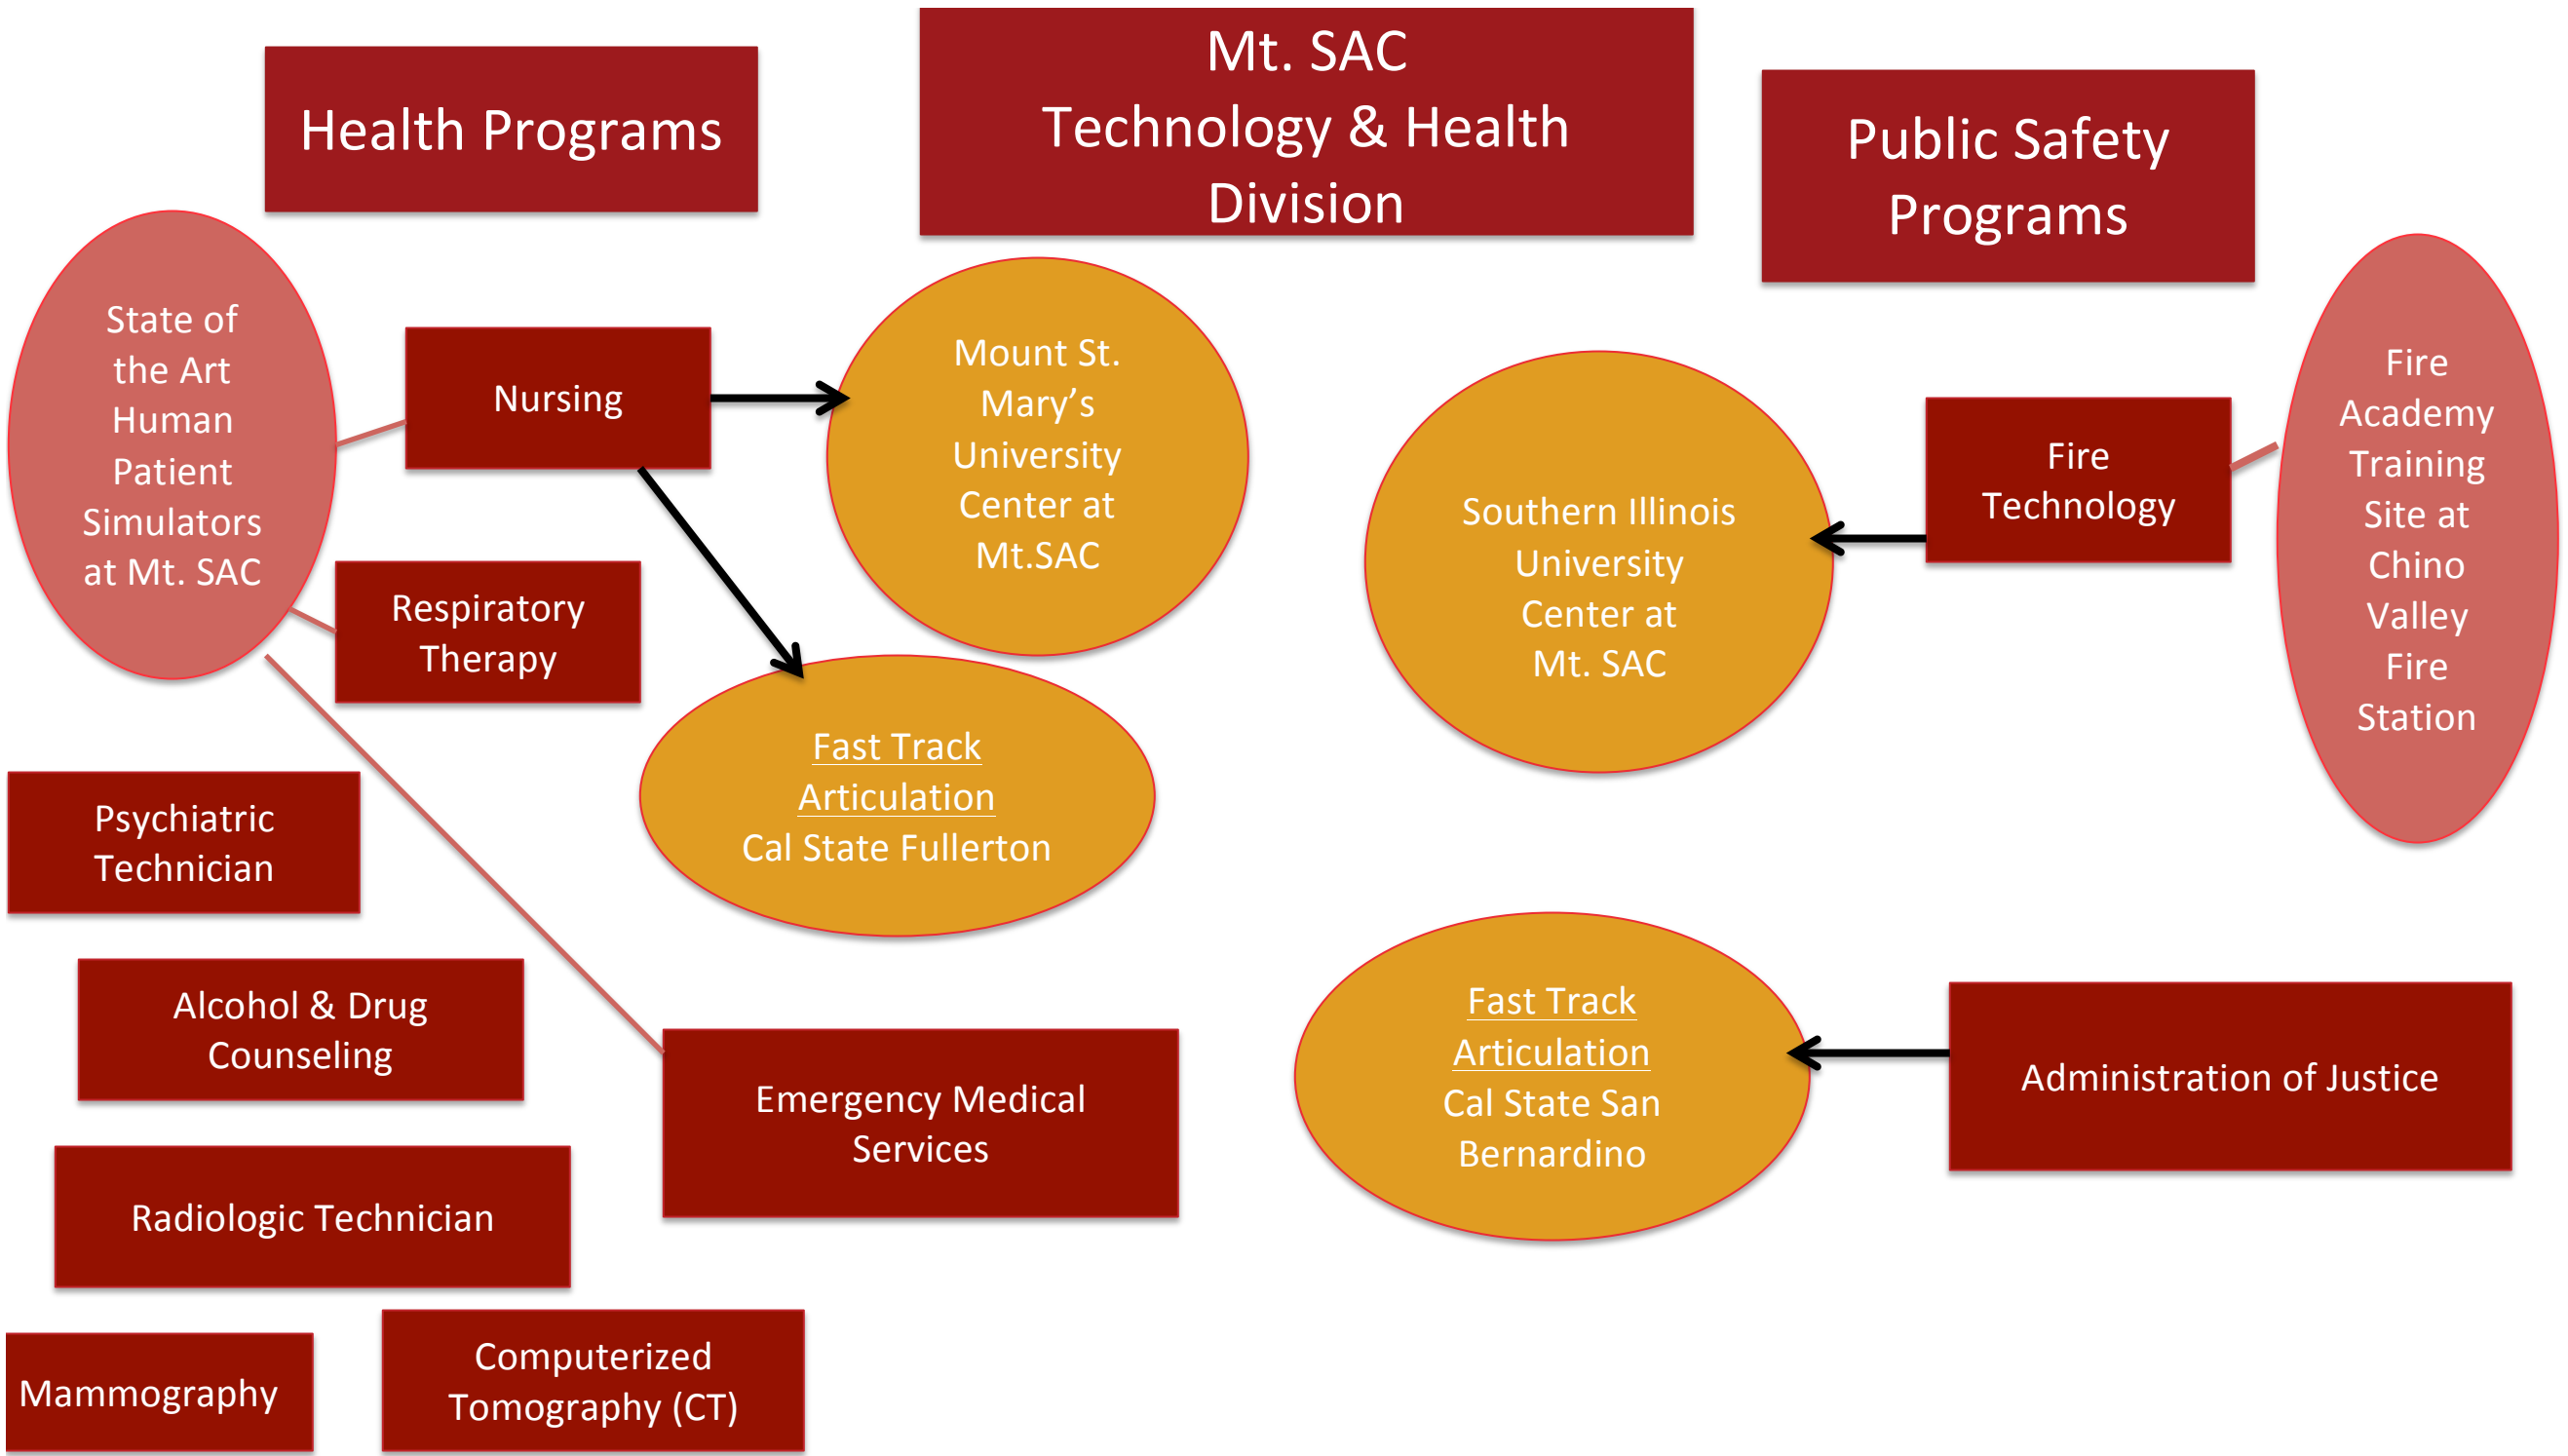 Health Programs
Mt. SAC
Technology & Health
Division
Public Safety
Programs
State of
the Art
Human
Patient
Simulators
at Mt. SAC
Nursing
Mount St.
Mary’s
University
Center at
Mt.SAC
Southern Illinois
University
Center at
Mt. SAC
Fire
Technology
Fire
Academy
Training
Site at
Chino
Valley
Fire
Station
Respiratory
Therapy
Fast Track
Articulation
Cal State Fullerton
Psychiatric
Technician
Alcohol & Drug
Counseling
Emergency Medical
Services
Fast Track
Articulation
Cal State San
Bernardino
Administration of Justice
Radiologic Technician
Mammography
Computerized
Tomography (CT)